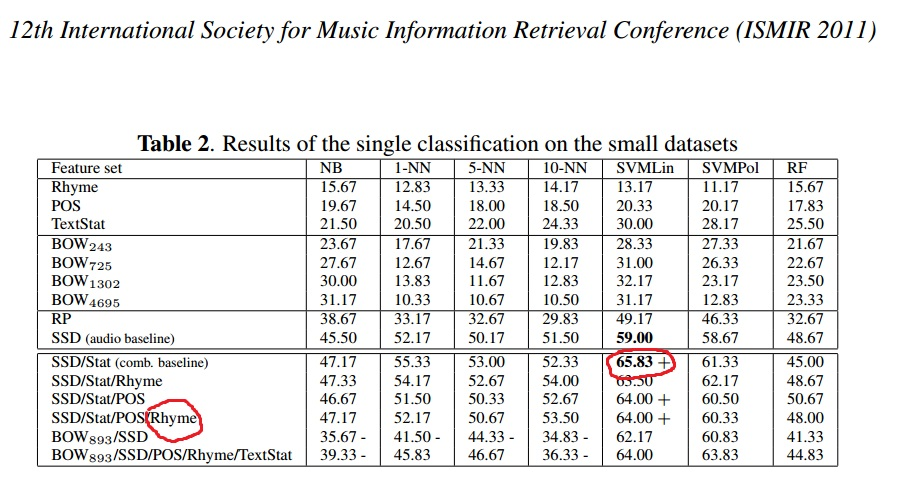 12th International Society for Music Information Retrieval Conference (ISMIR 2011)
Table 2. Results of the single classification on the small datasets
Feature set NB 1-NN 5-NN 10-NN SVMLin SVMPol RF
Rhyme 15.67 12.83 13.33 14.17 13.17 11.17 15.67
POS 19.67 14.50 18.00 18.50 20.33 20.17 17.83
TextStat 21.50 20.50 22.00 24.33 30.00 28.17 25.50
BOW243 23.67 17.67 21.33 19.83 28.33 27.33 21.67
BOW725 27.67 12.67 14.67 12.17 31.00 26.33 22.67
BOW1302 30.00 13.83 11.67 12.83 32.17 23.17 23.50
BOW4695 31.17 10.33 10.67 10.50 31.17 12.83 23.33
RP 38.67 33.17 32.67 29.83 49.17 46.33 32.67
SSD (audio baseline) 45.50 52.17 50.17 51.50 59.00 58.67 48.67
SSD/Stat (comb. baseline) 47.17 55.33 53.00 52.33 65.83 + 61.33 45.00
SSD/Stat/Rhyme 47.33 54.17 52.67 54.00 63.50 62.17 48.67
SSD/Stat/POS 46.67 51.50 50.33 52.67 64.00 + 60.50 50.67
SSD/Stat/POS/Rhyme 47.17 52.17 50.67 53.50 64.00 + 60.33 48.00
BOW893/SSD 35.67 - 41.50 - 44.33 - 34.83 - 62.17 60.83 41.33
BOW893/SSD/POS/Rhyme/TextStat 39.33 - 45.83 46.67 36.33 - 64.00 63.83 44.83